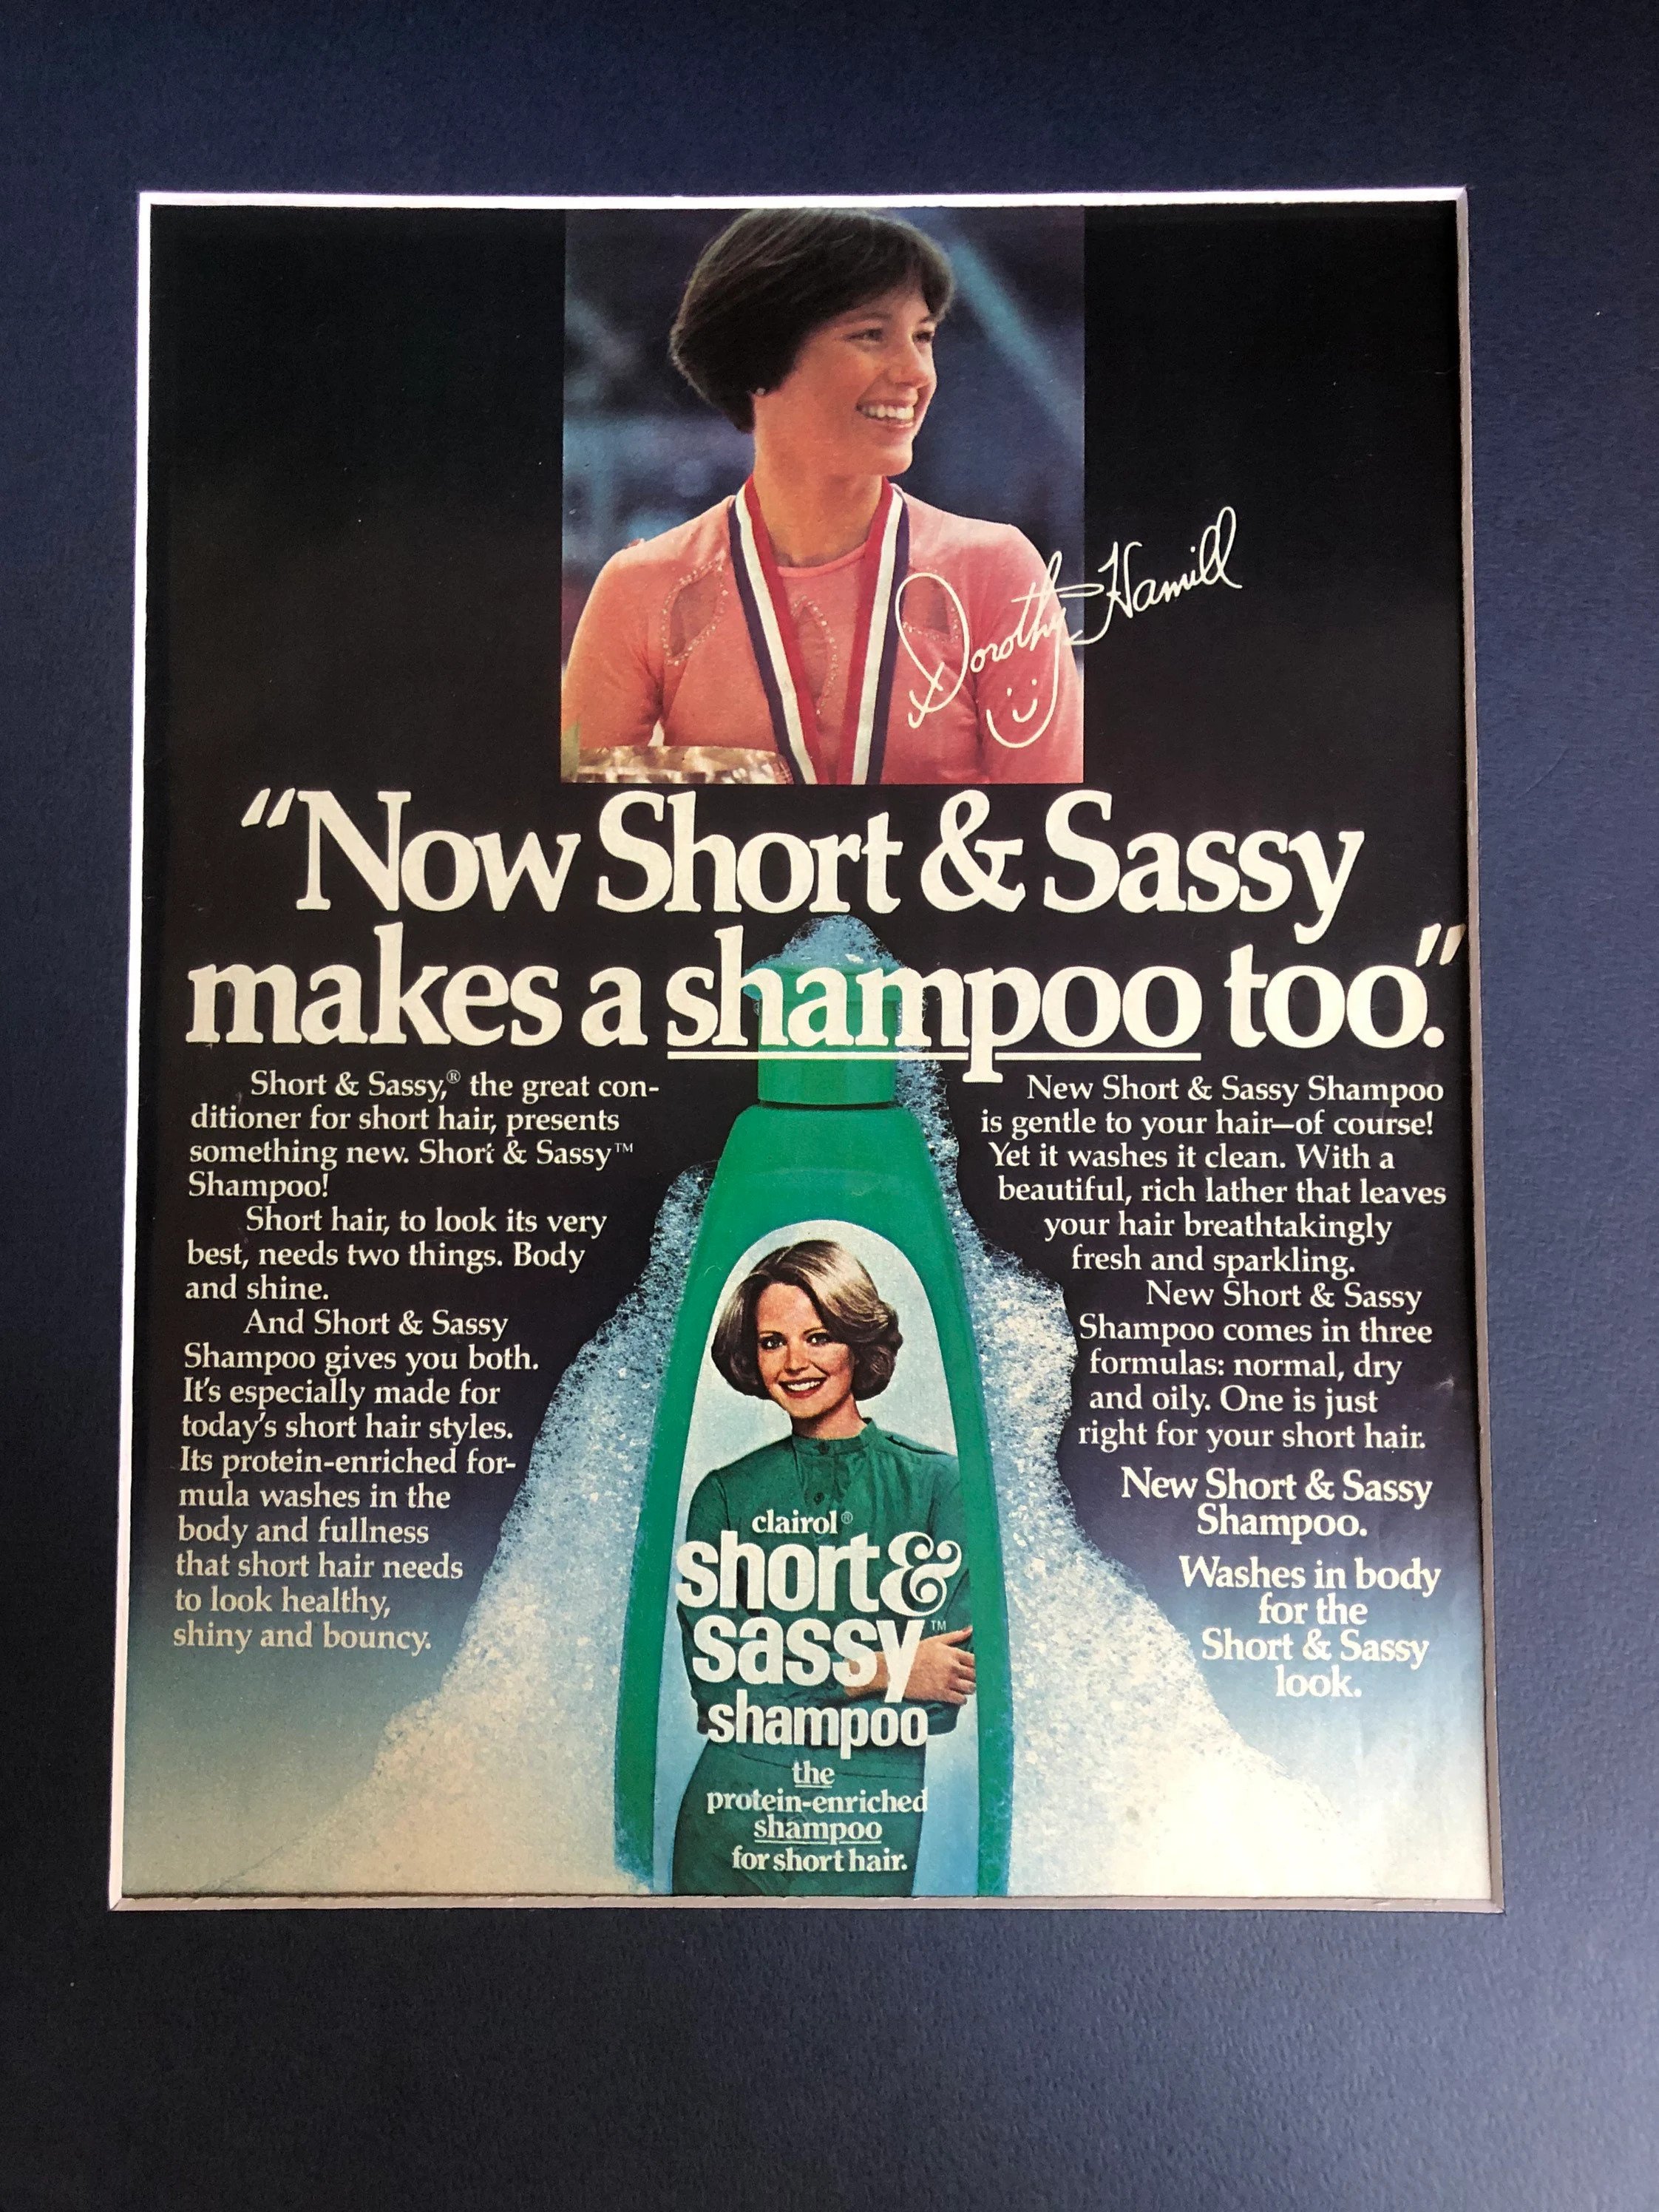 Dorothy Hamill
“Now Short & Sassy
makes a shampoo too.”
Short & Sassy,® the great con-
ditioner for short hair, presents
something new. Short & Sassy™
Shampoo!
Short hair, to look its very
best, needs two things. Body
and shine.
And Short & Sassy
Shampoo gives you both.
It's especially made for
today's short hair styles.
Its protein-enriched for-
mula washes in the
body and fullness
that short hair needs
to look healthy,
shiny and bouncy.
New Short & Sassy Shampoo
is gentle to your hair—of course!
Yet it washes it clean. With a
beautiful, rich lather that leaves
your hair breathtakingly
fresh and sparkling.
New Short & Sassy
Shampoo comes in three
formulas: normal, dry
and oily. One is just
right for your short hair.
New Short & Sassy
Shampoo.
Washes in body
for the
Short & Sassy
look.
clairol®
short &
sassy™
shampoo
the
protein-enriched
shampoo
for short hair.